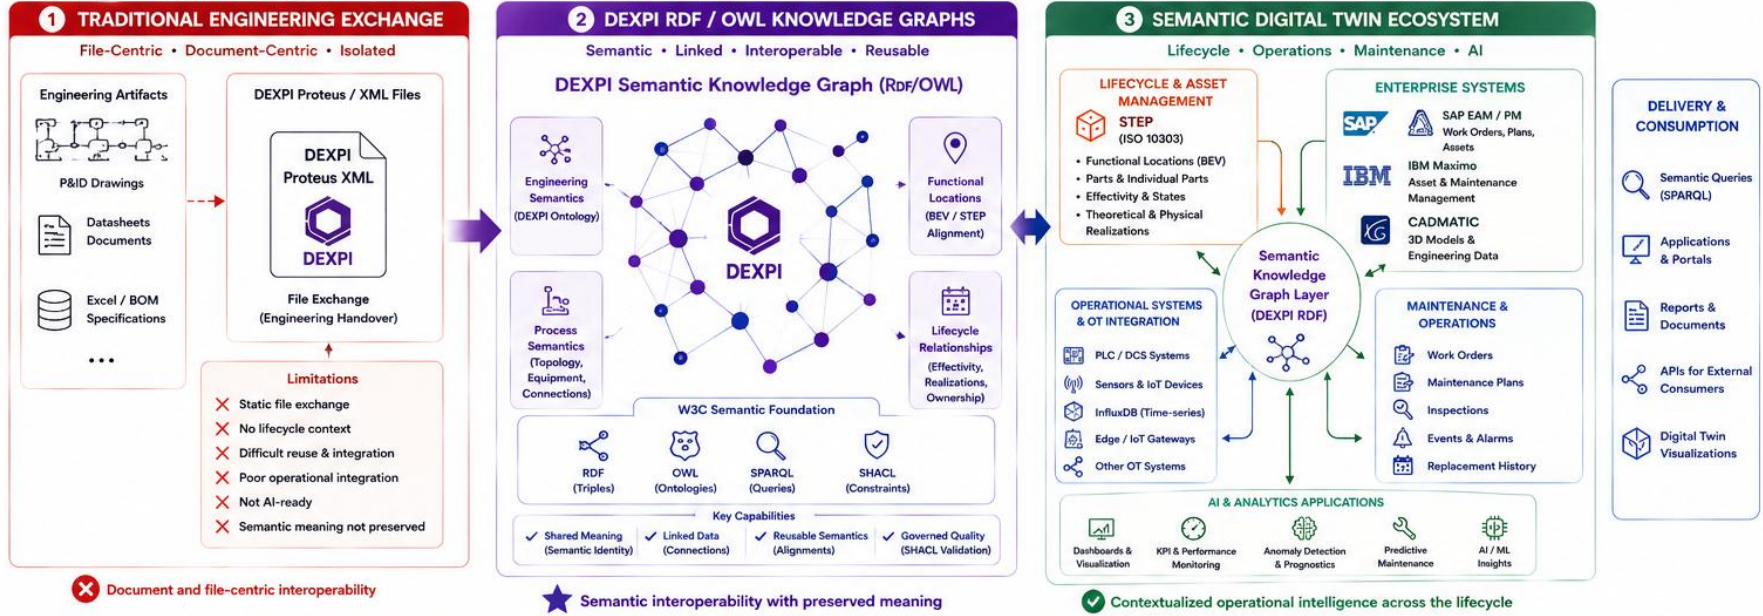 1 TRADITIONAL ENGINEERING EXCHANGE
File-Centric • Document-Centric • Isolated
Engineering Artifacts
P&ID Drawings
Datasheets
Documents
Excel / BOM
Specifications
•••
DEXPI Proteus / XML Files
DEXPI
Proteus XML
DEXPI
File Exchange
(Engineering Handover)
Limitations
Static file exchange
No lifecycle context
Difficult reuse & integration
Poor operational integration
Not AI-ready
Semantic meaning not preserved
Document and file-centric interoperability
2 DEXPI RDF / OWL KNOWLEDGE GRAPHS
Semantic • Linked • Interoperable • Reusable
DEXPI Semantic Knowledge Graph (RDF/OWL)
Engineering
Semantics
(DEXPI Ontology)
Process
Semantics
(Topology,
Equipment,
Connections)
DEXPI
Functional
Locations
(BEV / STEP
Alignment)
Lifecycle
Relationships
(Effectivity,
Realizations,
Ownership)
W3C Semantic Foundation
RDF
(Triples)
OWL
(Ontologies)
SPARQL
(Queries)
SHACL
(Constraints)
Key Capabilities
Shared Meaning
(Semantic Identity)
Linked Data
(Connections)
Reusable Semantics
(Alignments)
Governed Quality
(SHACL Validation)
Semantic interoperability with preserved meaning
3 SEMANTIC DIGITAL TWIN ECOSYSTEM
Lifecycle • Operations • Maintenance • AI
LIFECYCLE & ASSET
MANAGEMENT
STEP
(ISO 10303)
• Functional Locations (BEV)
• Parts & Individual Parts
• Effectivity & States
• Theoretical & Physical
Realizations
ENTERPRISE SYSTEMS
SAP
SAP EAM / PM
Work Orders, Plans,
Assets
IBM
IBM Maximo
Asset & Maintenance
Management
CADMATIC
3D Models &
Engineering Data
Semantic
Knowledge
Graph Layer
(DEXPI RDF)
OPERATIONAL SYSTEMS
& OT INTEGRATION
PLC / DCS Systems
Sensors & IoT Devices
InfluxDB (Time-series)
Edge / IoT Gateways
Other OT Systems
MAINTENANCE &
OPERATIONS
Work Orders
Maintenance Plans
Inspections
Events & Alarms
Replacement History
AI & ANALYTICS APPLICATIONS
Dashboards &
Visualization
KPI & Performance
Monitoring
Anomaly Detection
& Prognostics
Predictive
Maintenance
AI / ML
Insights
Contextualized operational intelligence across the lifecycle
DELIVERY &
CONSUMPTION
Semantic Queries
(SPARQL)
Applications
& Portals
Reports &
Documents
APIs for External
Consumers
Digital Twin
Visualizations